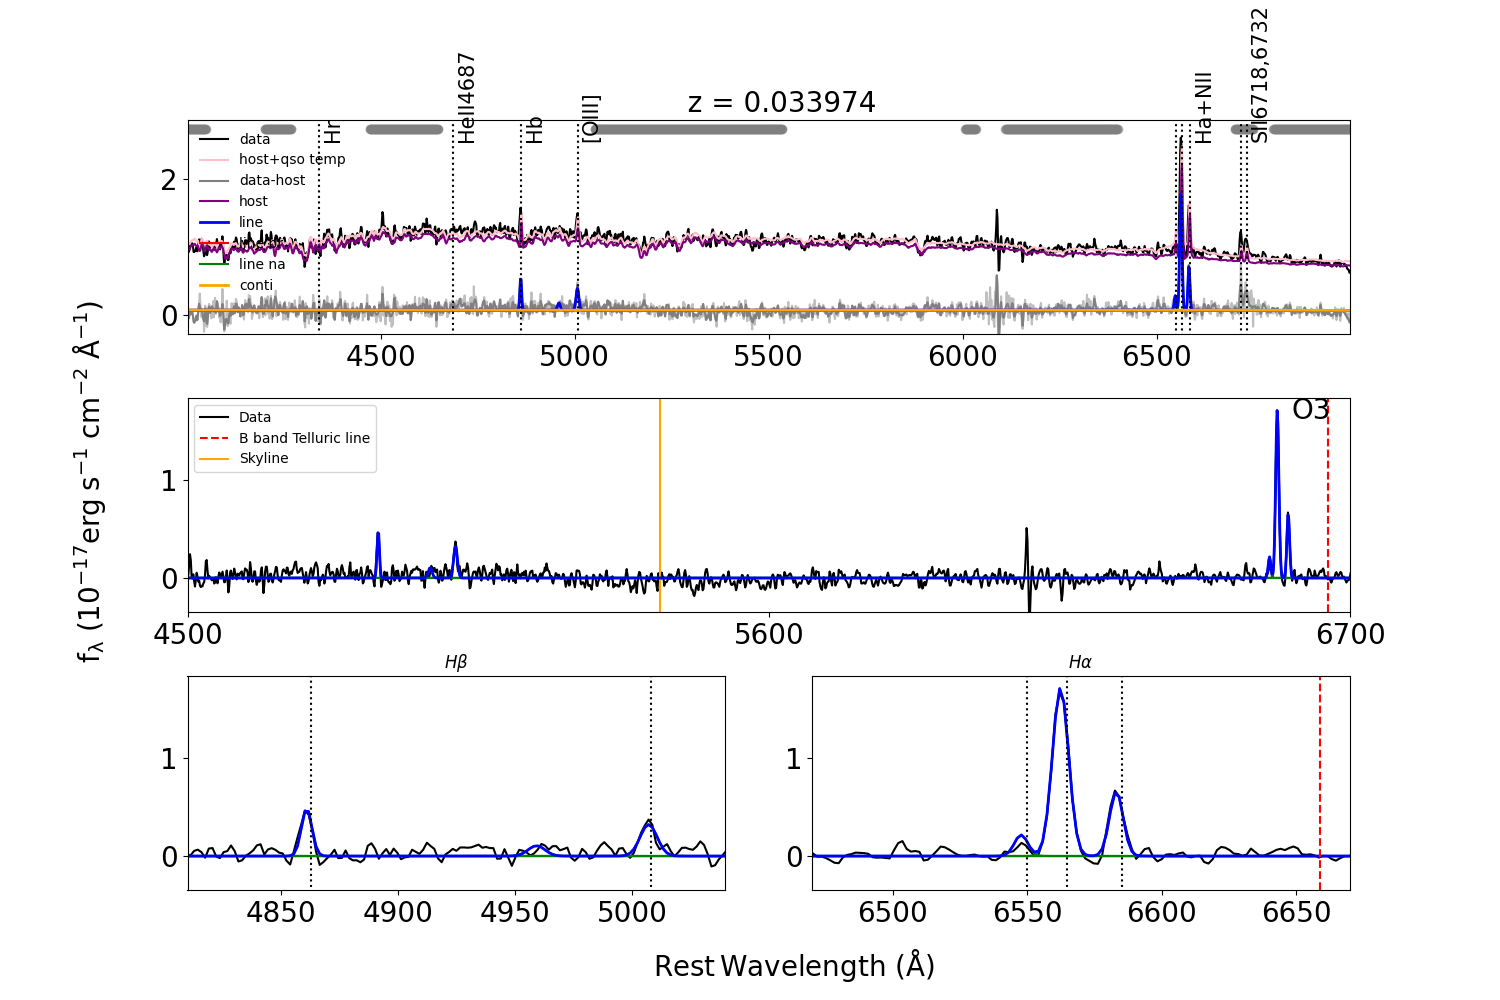 z = 0.033974
Hr
HeII4687
Hb
[OIII]
Ha+NII
SII6718,6732
data
host+qso temp
data-host
host
line
line na
conti
2
0
4500
5000
5500
6000
6500
f_λ (10^−17 erg s^−1 cm^−2 Å^−1)
Data
B band Telluric line
Skyline
O3
1
0
4500
5600
6700
Hβ
1
0
4850
4900
4950
5000
Hα
1
0
6500
6550
6600
6650
Rest Wavelength (Å)